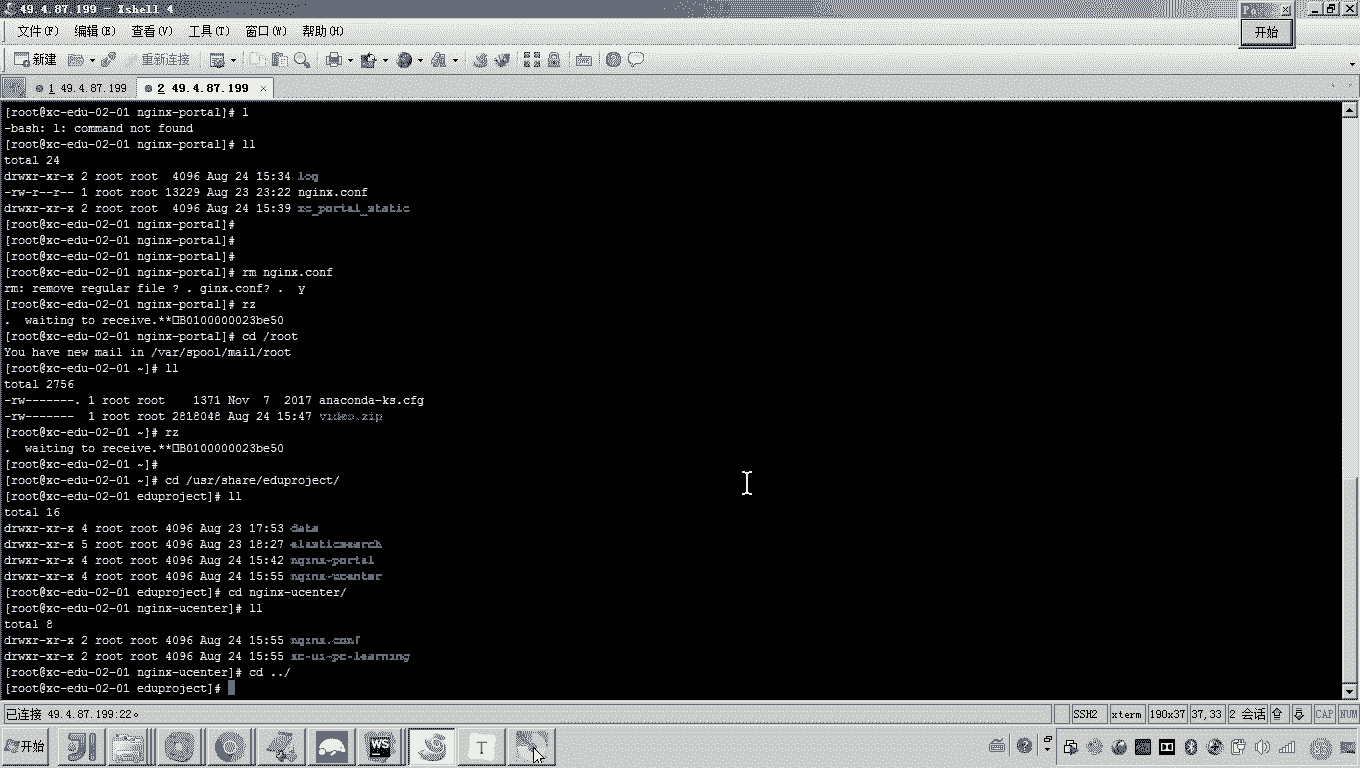 49.4.87.199 - Xshell 4
开始
文件(F) 编辑(E) 查看(V) 工具(T) 窗口(W) 帮助(H)
新建 重新连接
1 49.4.87.199 2 49.4.87.199 ×
[root@xc-edu-02-01 nginx-portal]# l
-bash: l: command not found
[root@xc-edu-02-01 nginx-portal]# ll
total 24
drwxr-xr-x 2 root root  4096 Aug 24 15:34 log
-rw-r--r-- 1 root root 13229 Aug 23 23:22 nginx.conf
drwxr-xr-x 2 root root  4096 Aug 24 15:39 xc_portal_static
[root@xc-edu-02-01 nginx-portal]#
[root@xc-edu-02-01 nginx-portal]#
[root@xc-edu-02-01 nginx-portal]#
[root@xc-edu-02-01 nginx-portal]# rm nginx.conf
rm: remove regular file ? . ginx.conf? .  y
[root@xc-edu-02-01 nginx-portal]# rz
.  waiting to receive.**□B0100000023be50
[root@xc-edu-02-01 nginx-portal]# cd /root
You have new mail in /var/spool/mail/root
[root@xc-edu-02-01 ~]# ll
total 2756
-rw-------. 1 root root    1371 Nov  7  2017 anaconda-ks.cfg
-rw-------  1 root root 2818048 Aug 24 15:47 video.zip
[root@xc-edu-02-01 ~]# rz
.  waiting to receive.**□B0100000023be50
[root@xc-edu-02-01 ~]#
[root@xc-edu-02-01 ~]# cd /usr/share/eduproject/
[root@xc-edu-02-01 eduproject]# ll
total 16
drwxr-xr-x 4 root root 4096 Aug 23 17:53 data
drwxr-xr-x 5 root root 4096 Aug 23 18:27 elasticsearch
drwxr-xr-x 4 root root 4096 Aug 24 15:42 nginx-portal
drwxr-xr-x 4 root root 4096 Aug 24 15:55 nginx-ucenter
[root@xc-edu-02-01 eduproject]# cd nginx-ucenter/
[root@xc-edu-02-01 nginx-ucenter]# ll
total 8
drwxr-xr-x 2 root root 4096 Aug 24 15:55 nginx.conf
drwxr-xr-x 2 root root 4096 Aug 24 15:55 xc-ui-pc-learning
[root@xc-edu-02-01 nginx-ucenter]# cd ../
[root@xc-edu-02-01 eduproject]#
已连接 49.4.87.199:22。 SSH2 xterm 190x37 37,33 2 会话 CAP NUM
开始 WS T